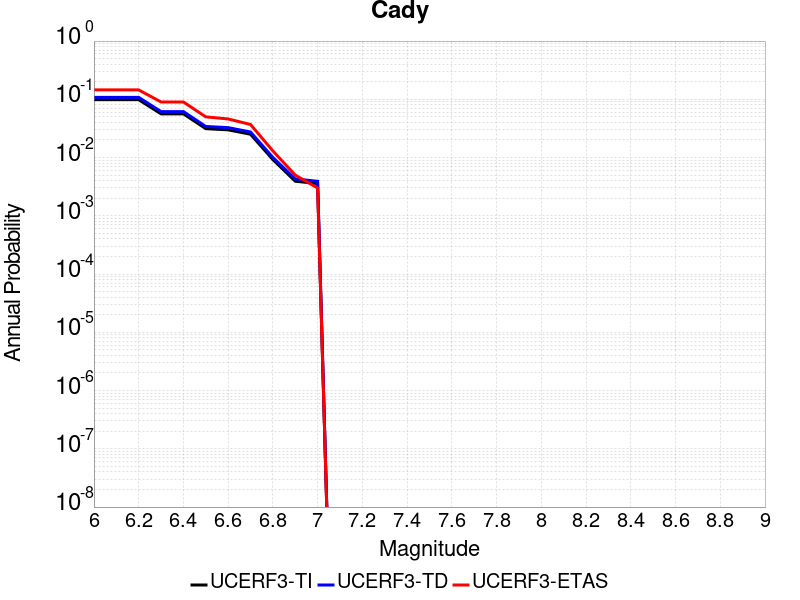 Cady
10^0
10^-1
10^-2
10^-3
10^-4
10^-5
10^-6
10^-7
10^-8
Annual Probability
6 6.2 6.4 6.6 6.8 7 7.2 7.4 7.6 7.8 8 8.2 8.4 8.6 8.8 9
Magnitude
UCERF3-TI UCERF3-TD UCERF3-ETAS